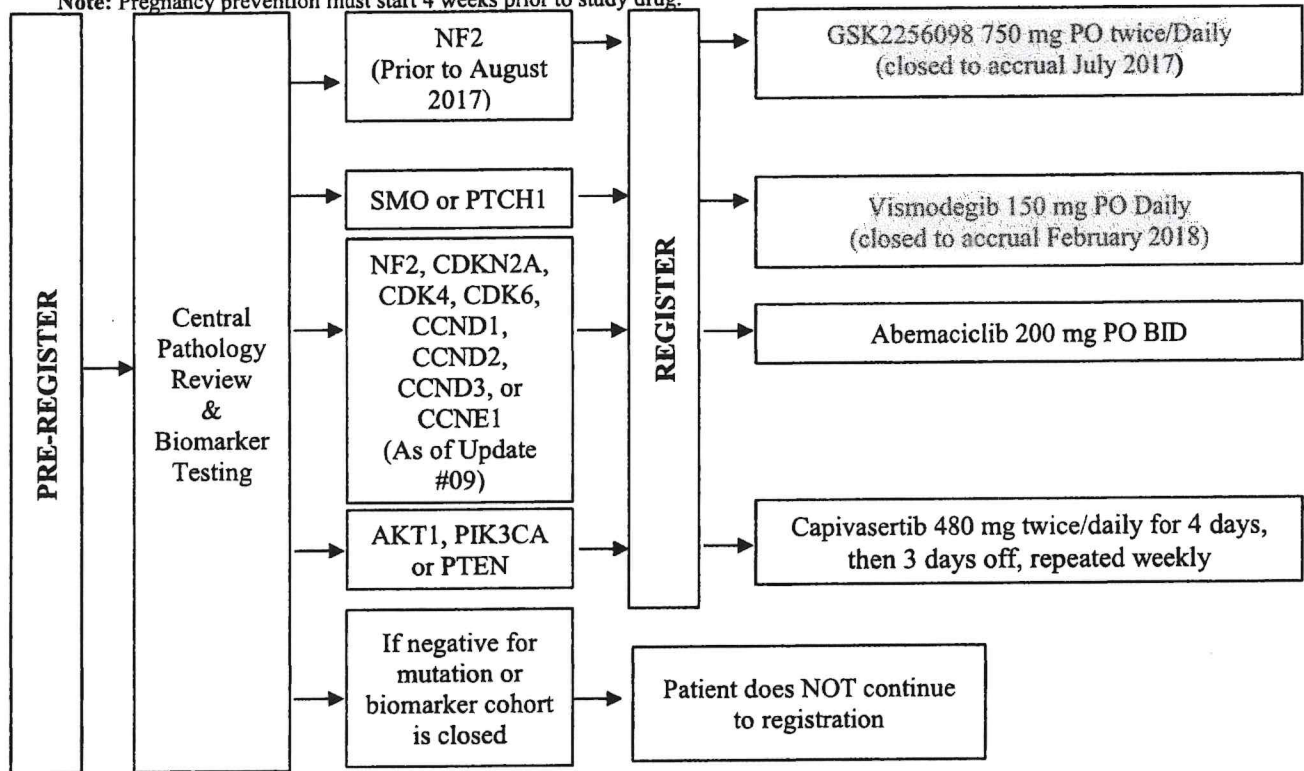 Note: Pregnancy prevention must start 4 weeks prior to study drug.
PRE-REGISTER
Central
Pathology
Review
&
Biomarker
Testing
NF2
(Prior to August
2017)
SMO or PTCH1
NF2, CDKN2A,
CDK4, CDK6,
CCND1,
CCND2,
CCND3, or
CCNE1
(As of Update
#09)
AKT1, PIK3CA
or PTEN
If negative for
mutation or
biomarker cohort
is closed
REGISTER
GSK2256098 750 mg PO twice/Daily
(closed to accrual July 2017)
Vismodegib 150 mg PO Daily
(closed to accrual February 2018)
Abemaciclib 200 mg PO BID
Capivasertib 480 mg twice/daily for 4 days,
then 3 days off, repeated weekly
Patient does NOT continue
to registration